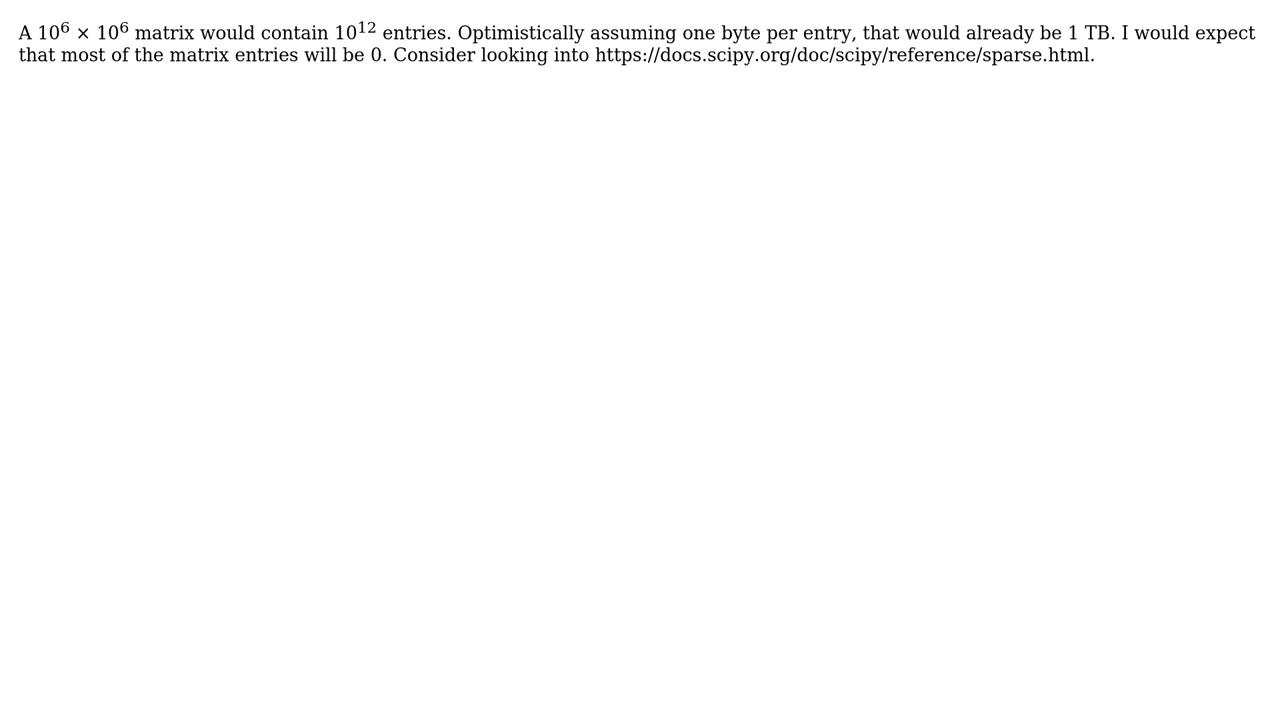 A 10⁶ × 10⁶ matrix would contain 10¹² entries. Optimistically assuming one byte per entry, that would already be 1 TB. I would expect
that most of the matrix entries will be 0. Consider looking into https://docs.scipy.org/doc/scipy/reference/sparse.html.